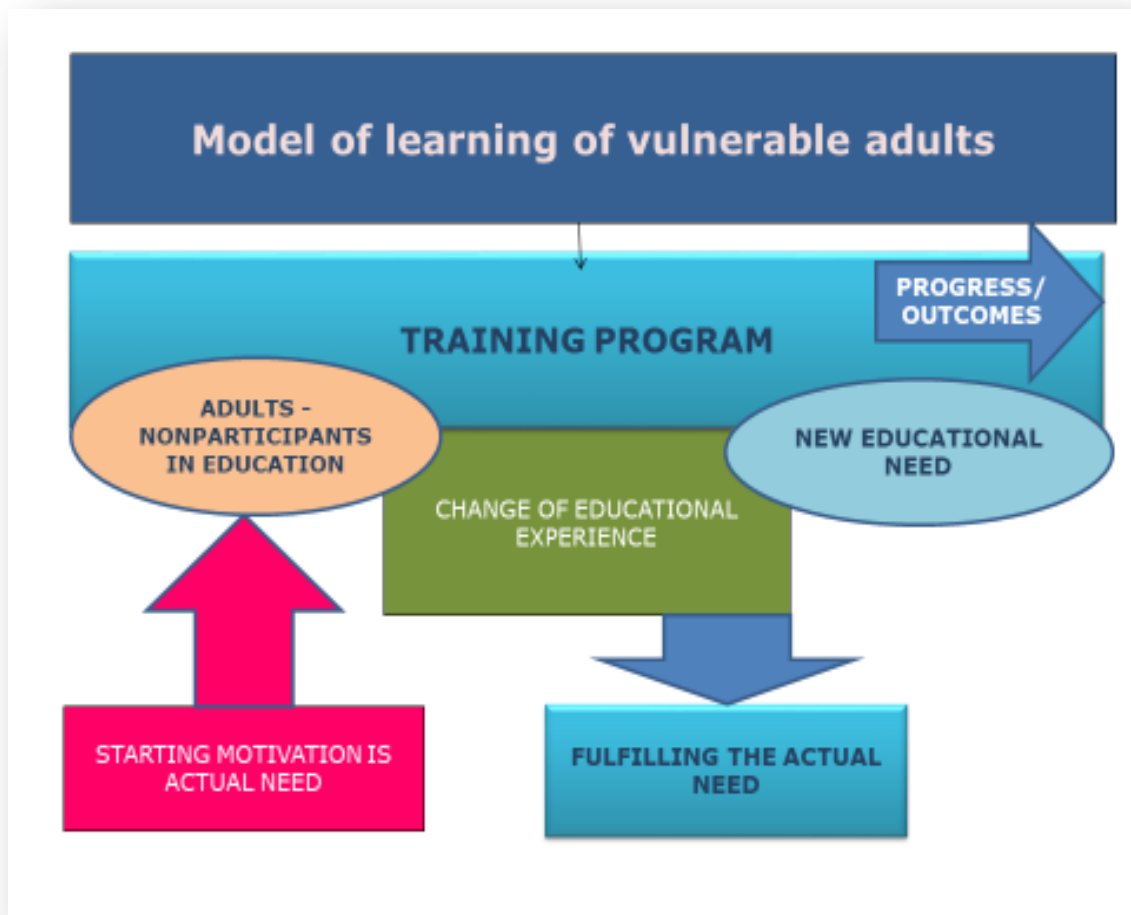 Model of learning of vulnerable adults
PROGRESS/
OUTCOMES
TRAINING PROGRAM
ADULTS -
NONPARTICIPANTS
IN EDUCATION
NEW EDUCATIONAL
NEED
CHANGE OF EDUCATIONAL
EXPERIENCE
STARTING MOTIVATION IS
ACTUAL NEED
FULFILLING THE ACTUAL
NEED